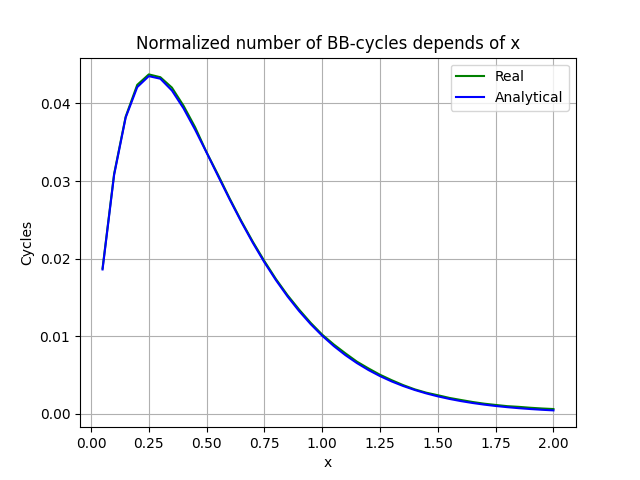 Normalized number of BB-cycles depends of x
Real
Analytical
Cycles
0.04
0.03
0.02
0.01
0.00
0.00 0.25 0.50 0.75 1.00 1.25 1.50 1.75 2.00
x